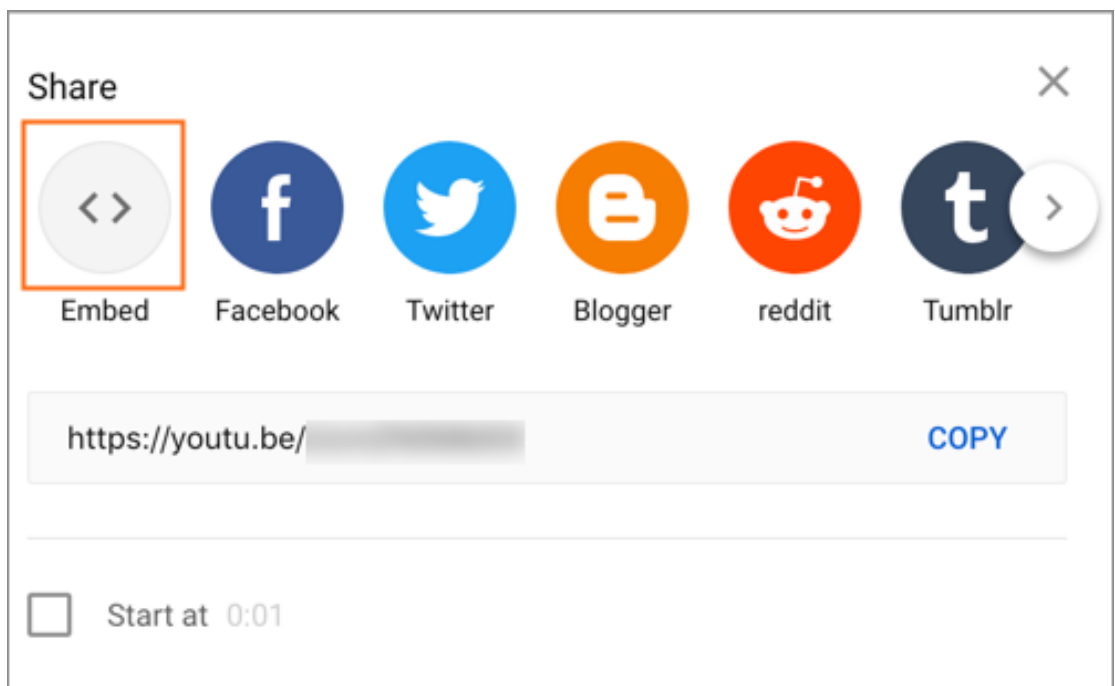 Share
Embed Facebook Twitter Blogger reddit Tumblr
https://youtu.be/ COPY
Start at 0:01